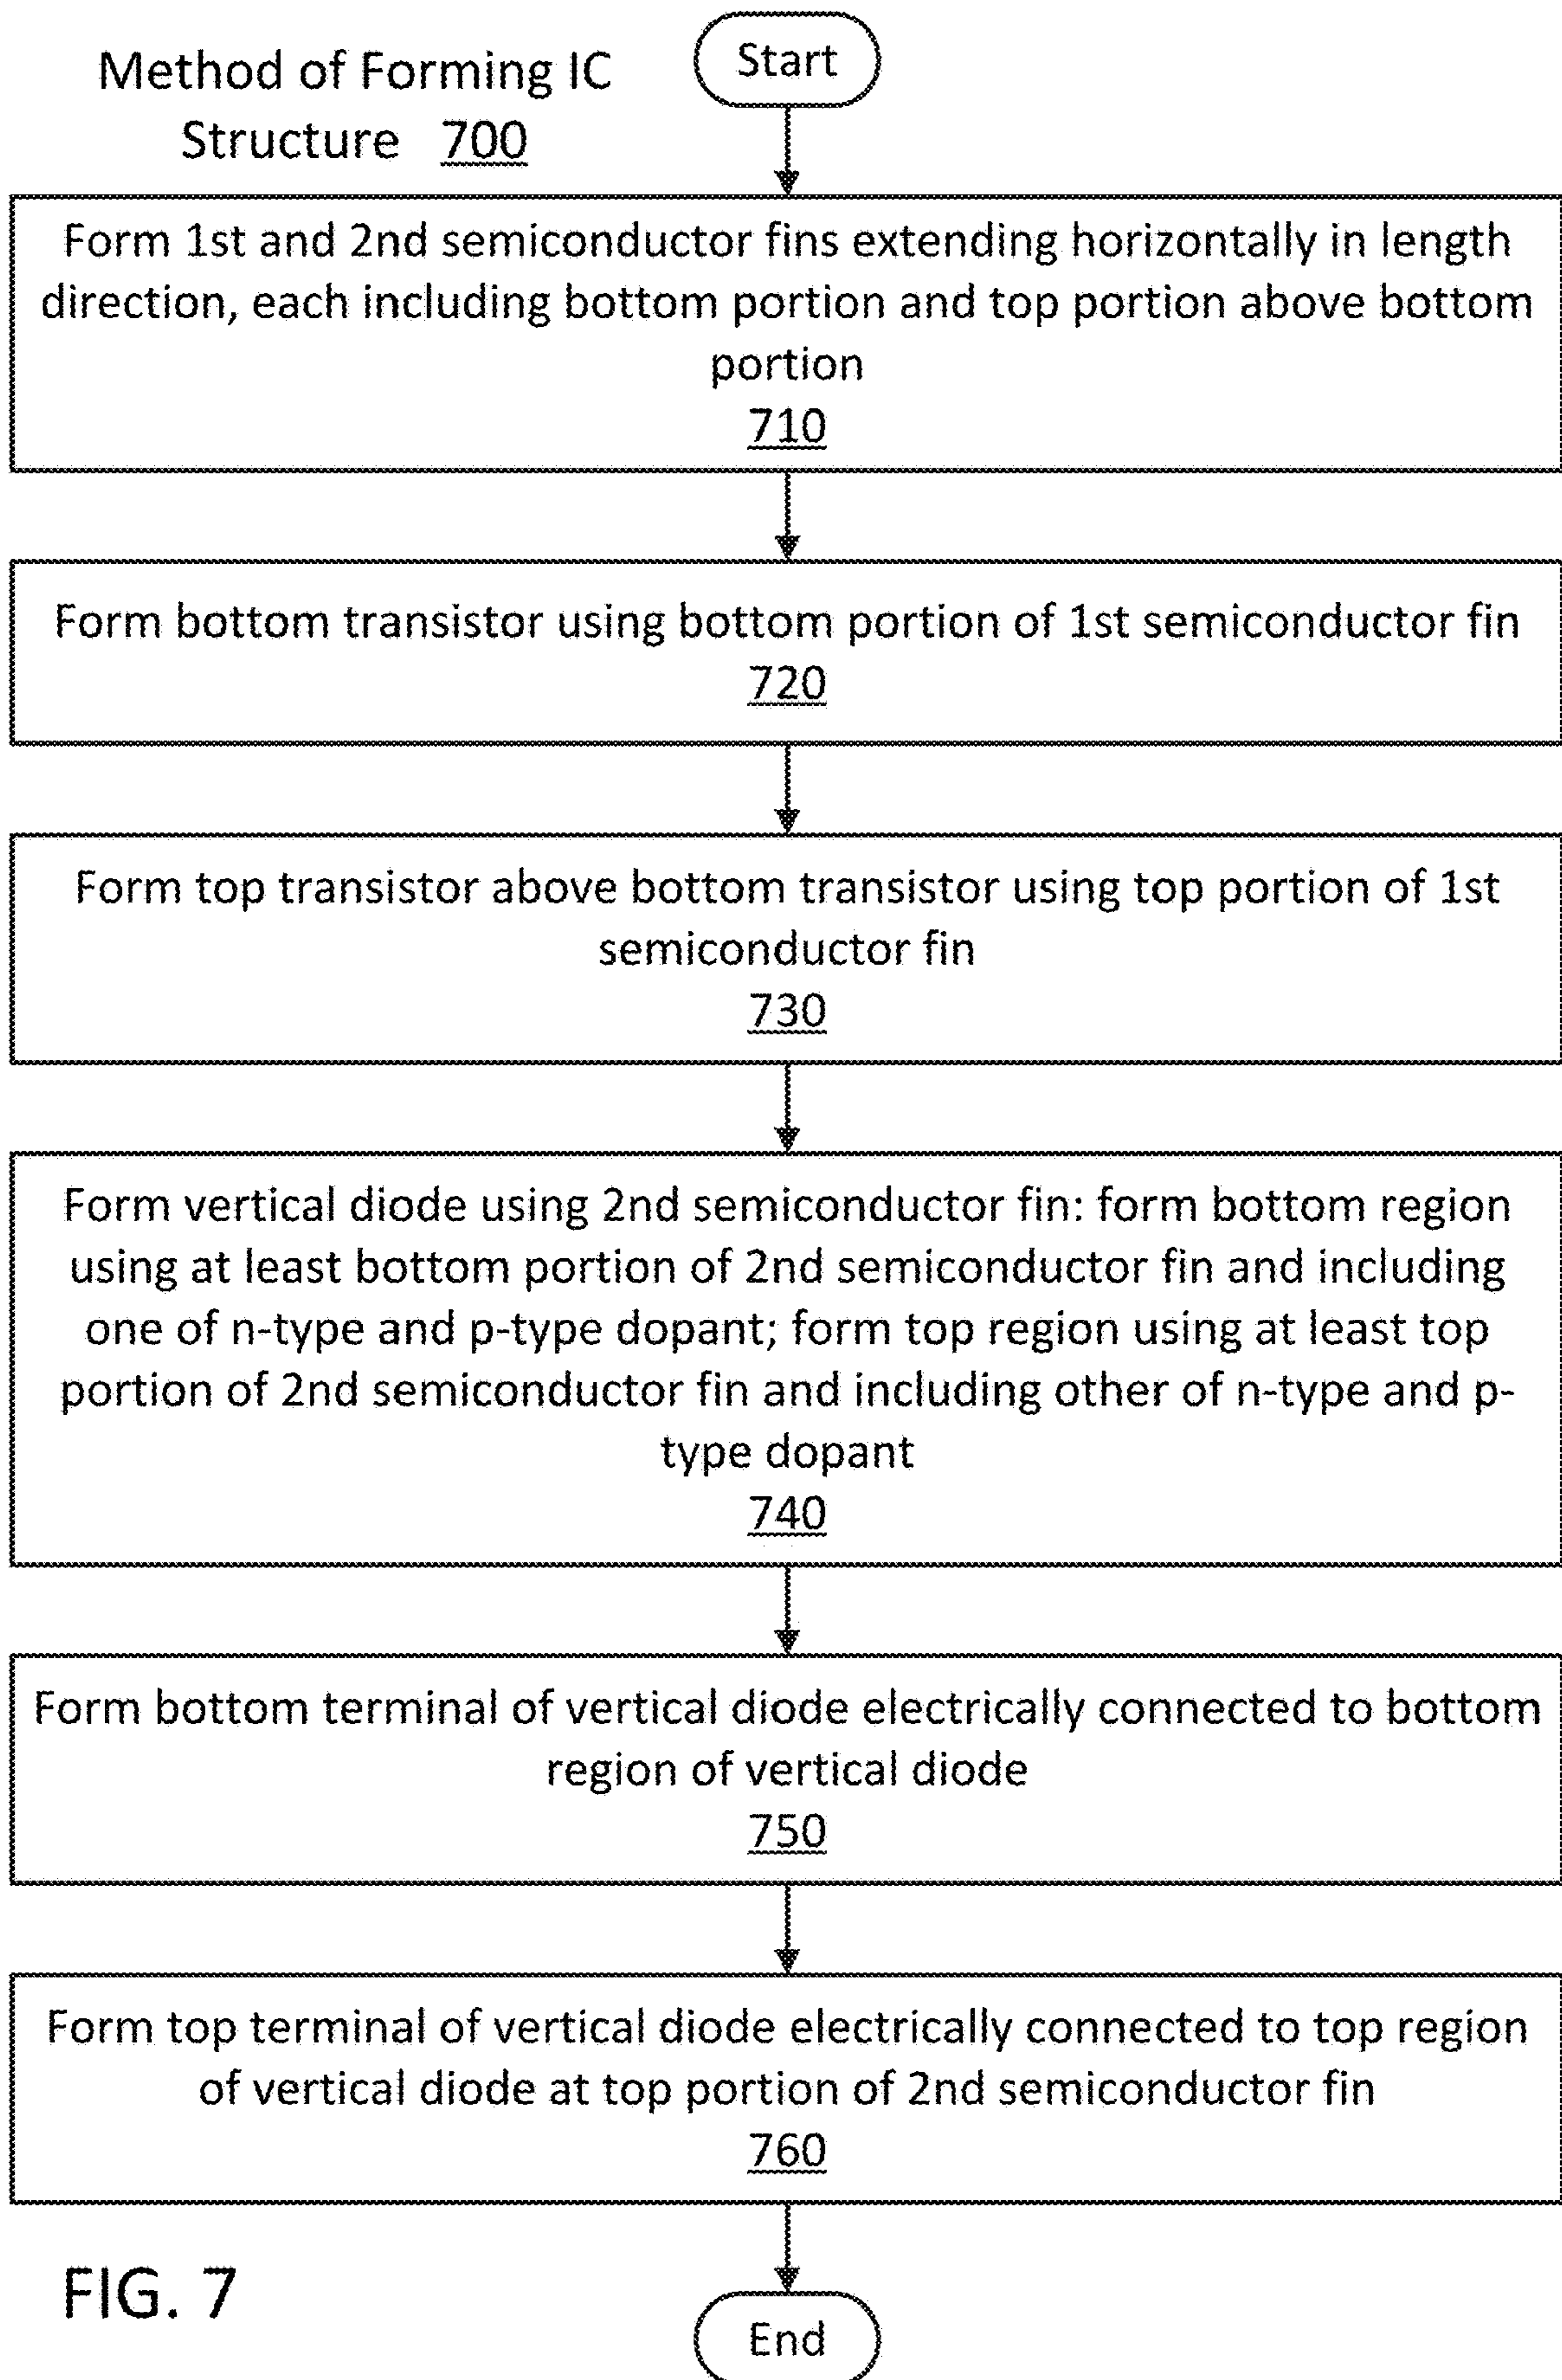 Start
Method of Forming IC
Structure 700
Form 1st and 2nd semiconductor fins extending horizontally in length
direction, each including bottom portion and top portion above bottom
portion
710
Form bottom transistor using bottom portion of 1st semiconductor fin
720
Form top transistor above bottom transistor using top portion of 1st
semiconductor fin
730
Form vertical diode using 2nd semiconductor fin: form bottom region
using at least bottom portion of 2nd semiconductor fin and including
one of n-type and p-type dopant; form top region using at least top
portion of 2nd semiconductor fin and including other of n-type and p-
type dopant
740
Form bottom terminal of vertical diode electrically connected to bottom
region of vertical diode
750
Form top terminal of vertical diode electrically connected to top region
of vertical diode at top portion of 2nd semiconductor fin
760
FIG. 7
End